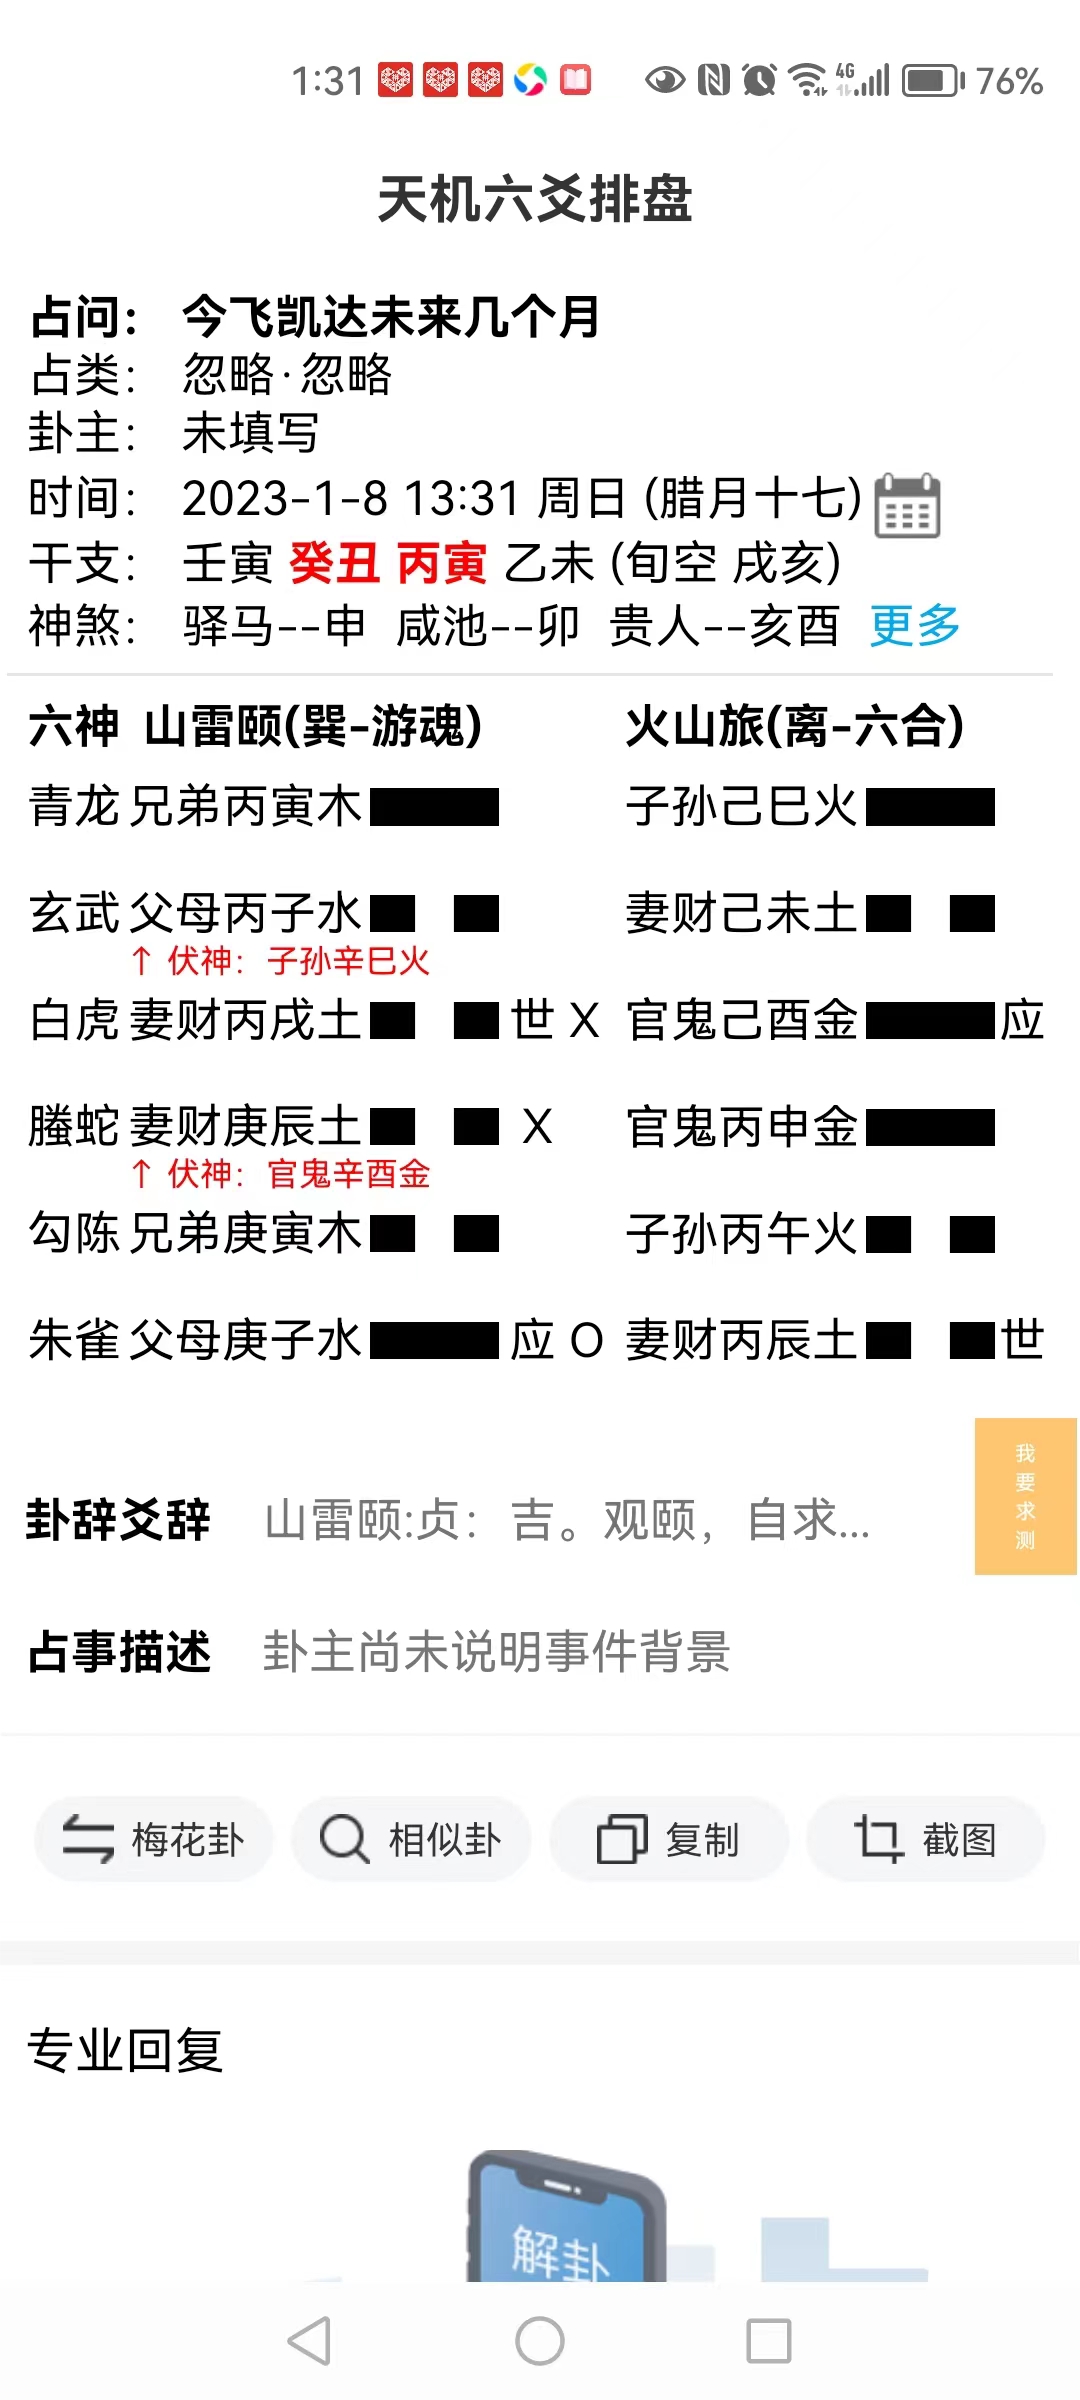 1:31 4G 76%
天机六爻排盘
占问： 今飞凯达未来几个月
占类： 忽略·忽略
卦主： 未填写
时间： 2023-1-8 13:31 周日 (腊月十七)
干支： 壬寅 癸丑 丙寅 乙未 (旬空 戌亥)
神煞： 驿马--申 咸池--卯 贵人--亥酉 更多
六神 山雷颐(巽-游魂) 火山旅(离-六合)
青龙 兄弟丙寅木 子孙己巳火
玄武 父母丙子水 妻财己未土
↑ 伏神：子孙辛巳火
白虎 妻财丙戌土 世 X 官鬼己酉金 应
螣蛇 妻财庚辰土 X 官鬼丙申金
↑ 伏神：官鬼辛酉金
勾陈 兄弟庚寅木 子孙丙午火
朱雀 父母庚子水 应 O 妻财丙辰土 世
我要求测
卦辞爻辞 山雷颐:贞：吉。观颐，自求...
占事描述 卦主尚未说明事件背景
梅花卦 相似卦 复制 截图
专业回复
解卦